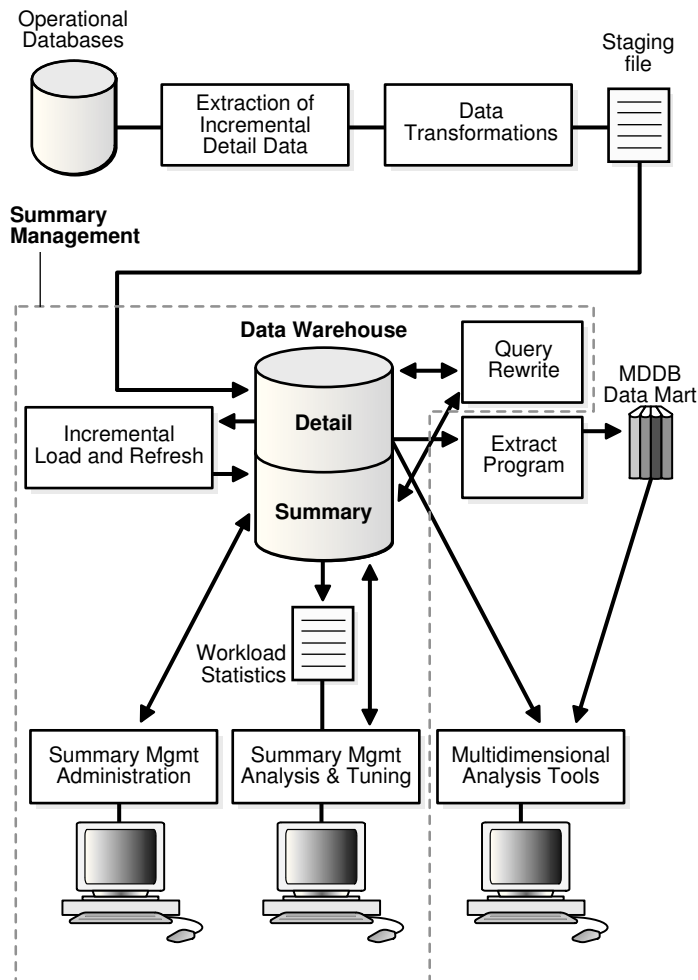 Operational
Databases
Extraction of
Incremental
Detail Data
Data
Transformations
Staging
file
Summary
Management
Data Warehouse
Query
Rewrite
MDDB
Data Mart
Detail
Incremental
Load and Refresh
Extract
Program
Summary
Workload
Statistics
Summary Mgmt
Administration
Summary Mgmt
Analysis & Tuning
Multidimensional
Analysis Tools